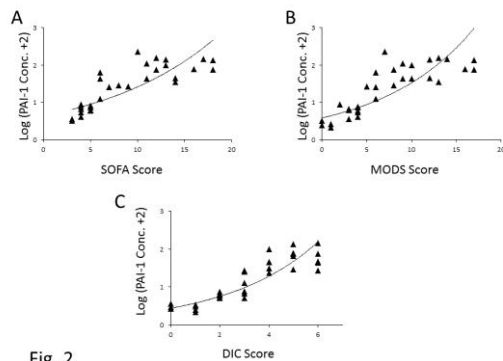 A
Log (PAI-1 Conc. +2)
3
2
1
0
0 5 10 15 20
SOFA Score
B
Log (PAI-1 Conc. +2)
3
2
1
0
0 5 10 15 20
MODS Score
C
Log (PAI-1 Conc. +2)
3
2
1
0
0 2 4 6 8
DIC Score
Fig. 2